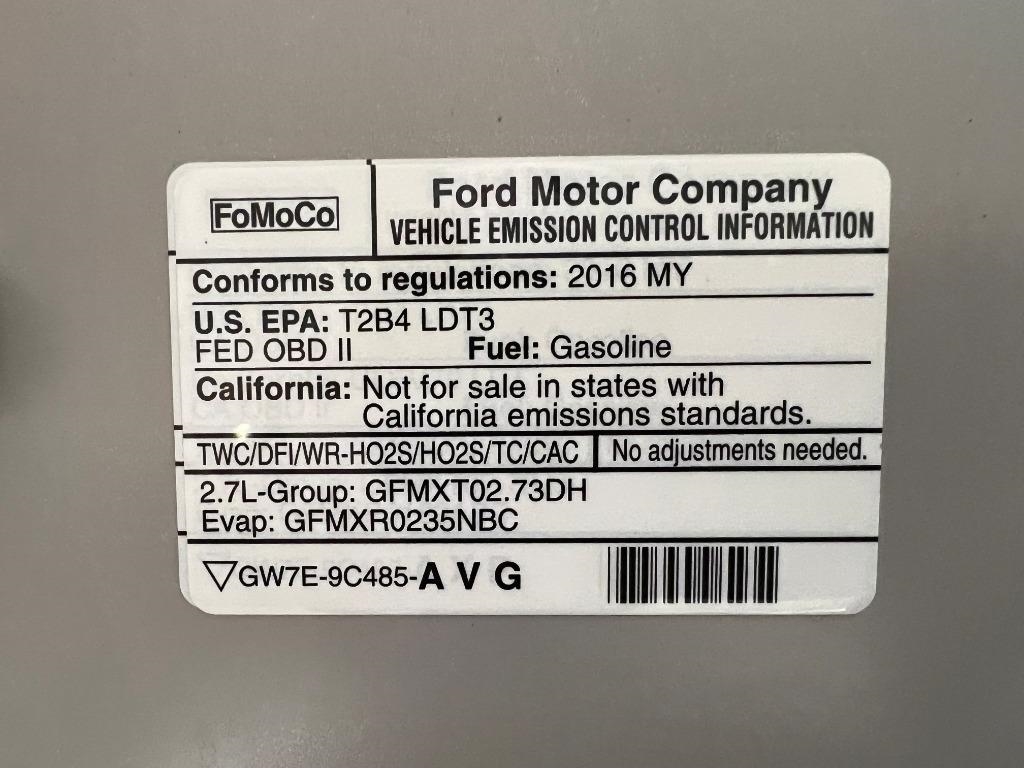 FoMoCo
Ford Motor Company
VEHICLE EMISSION CONTROL INFORMATION
Conforms to regulations: 2016 MY
U.S. EPA: T2B4 LDT3
FED OBD II Fuel: Gasoline
California: Not for sale in states with
California emissions standards.
TWC/DFI/WR-HO2S/HO2S/TC/CAC No adjustments needed.
2.7L-Group: GFMXT02.73DH
Evap: GFMXR0235NBC
▽GW7E-9C485-A V G